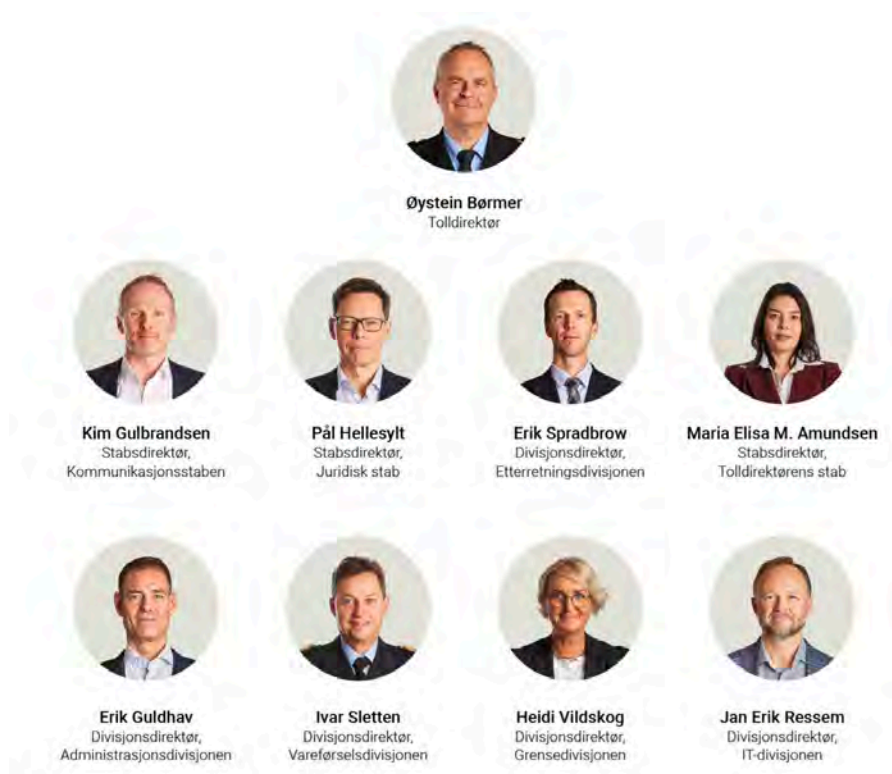 Øystein Børmer
Tolldirektør
Kim Gulbrandsen
Stabsdirektør,
Kommunikasjonsstaben
Pål Hellesylt
Stabsdirektør,
Juridisk stab
Erik Spradbrow
Divisjonsdirektør,
Etterretningsdivisjonen
Maria Elisa M. Amundsen
Stabsdirektør,
Tolldirektørens stab
Erik Guldhav
Divisjonsdirektør,
Administrasjonsdivisjonen
Ivar Sletten
Divisjonsdirektør,
Vareførselsdivisjonen
Heidi Vildskog
Divisjonsdirektør,
Grensedivisjonen
Jan Erik Ressem
Divisjonsdirektør,
IT-divisjonen